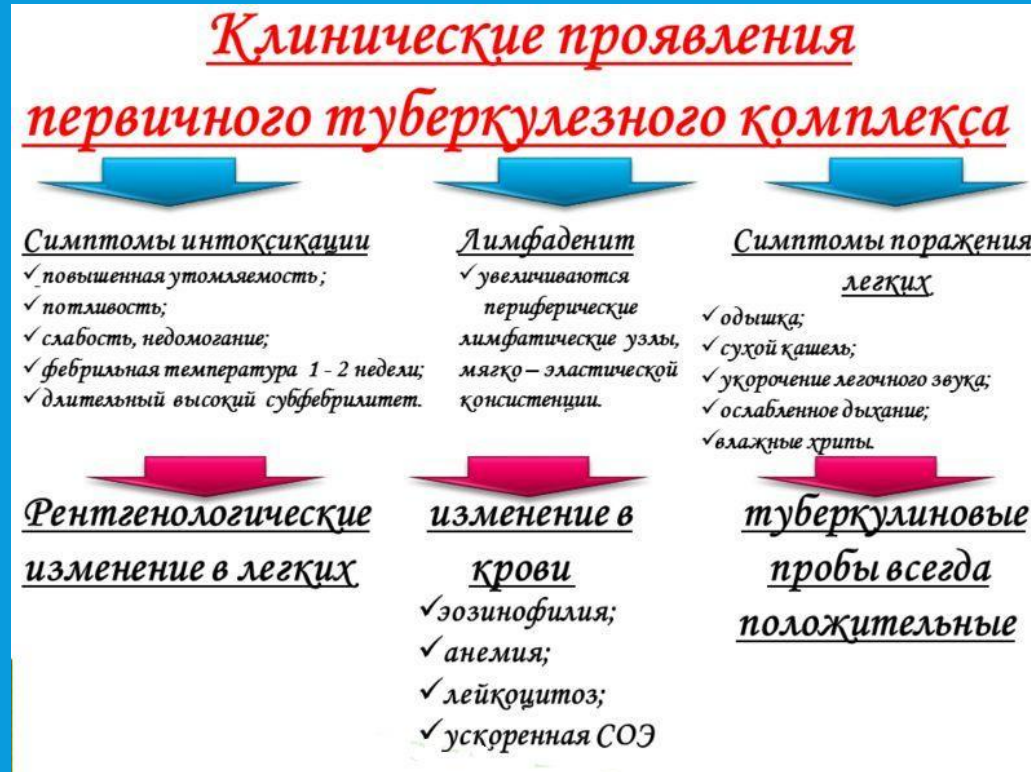 Клинические проявления
первичного туберкулезного комплекса
Симптомы интоксикации
✓ повышенная утомляемость;
✓ потливость;
✓ слабость, недомогание;
✓ фебрильная температура 1 - 2 недели;
✓ длительный высокий субфебрилитет.
Лимфаденит
✓ увеличиваются
периферические
лимфатические узлы,
мягко – эластической
консистенции.
Симптомы поражения
легких
✓ одышка;
✓ сухой кашель;
✓ укорочение легочного звука;
✓ ослабленное дыхание;
✓ влажные хрипы.
Рентгенологические
изменение в легких
изменение в
крови
✓ эозинофилия;
✓ анемия;
✓ лейкоцитоз;
✓ ускоренная СОЭ
туберкулиновые
пробы всегда
положительные